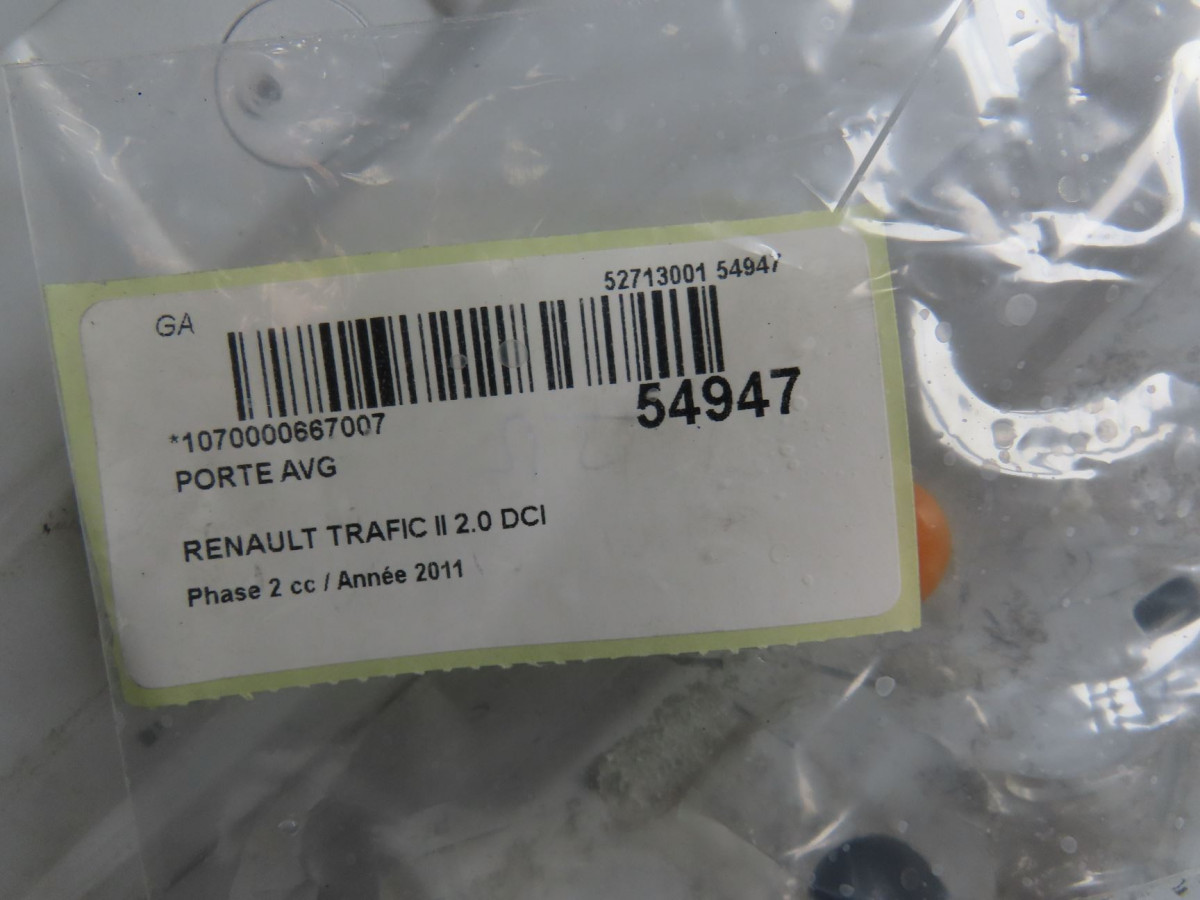 52713001 54947
GA
54947
*1070000667007
PORTE AVG
RENAULT TRAFIC II 2.0 DCI
Phase 2 cc / Année 2011